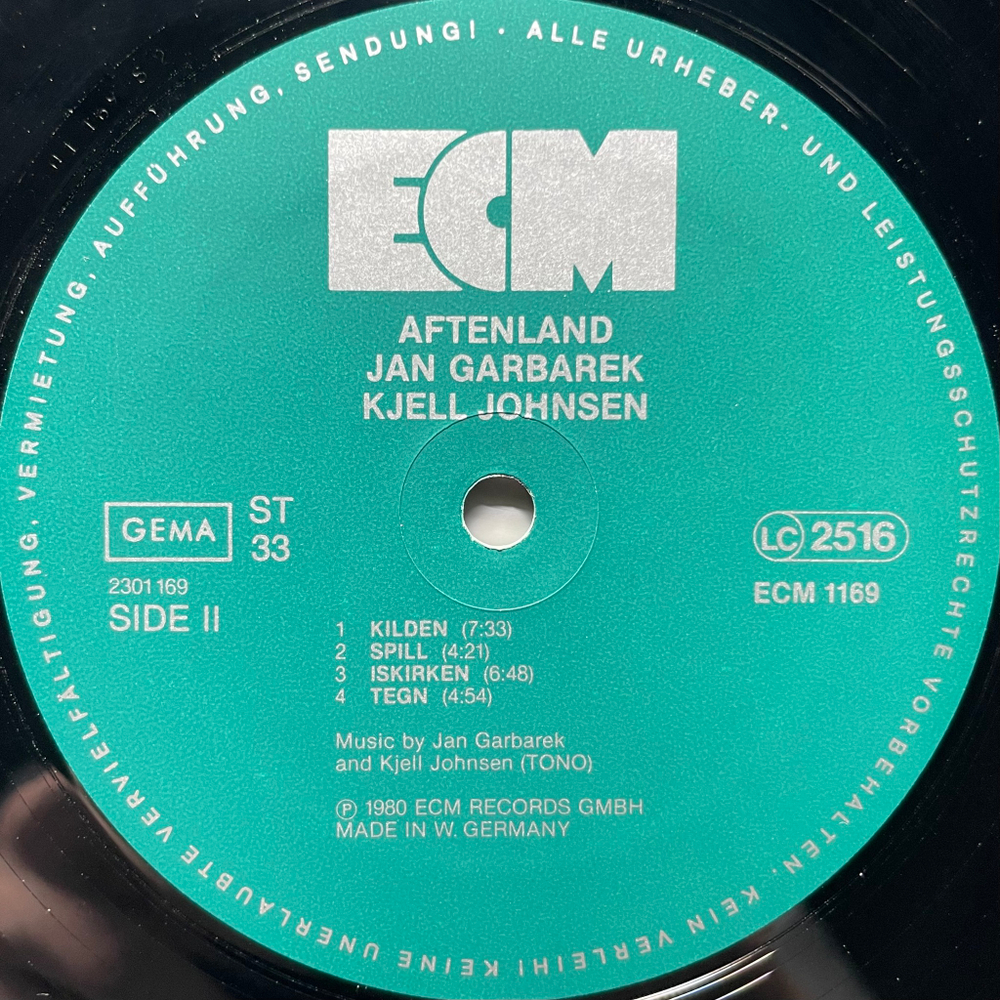 ALLE URHEBER- UND LEISTUNGSSCHUTZRECHTE VORBEHALTEN. KEIN VERLEIH! KEINE UNERLAUBTE VERVIELFÄLTIGUNG, VERMIETUNG, AUFFÜHRUNG, SENDUNG! ·
ECM
AFTENLAND
JAN GARBAREK
KJELL JOHNSEN
GEMA
ST
33
2301 169
SIDE II
LC 2516
ECM 1169
1 KILDEN (7:33)
2 SPILL (4:21)
3 ISKIRKEN (6:48)
4 TEGN (4:54)
Music by Jan Garbarek
and Kjell Johnsen (TONO)
℗ 1980 ECM RECORDS GMBH
MADE IN W. GERMANY